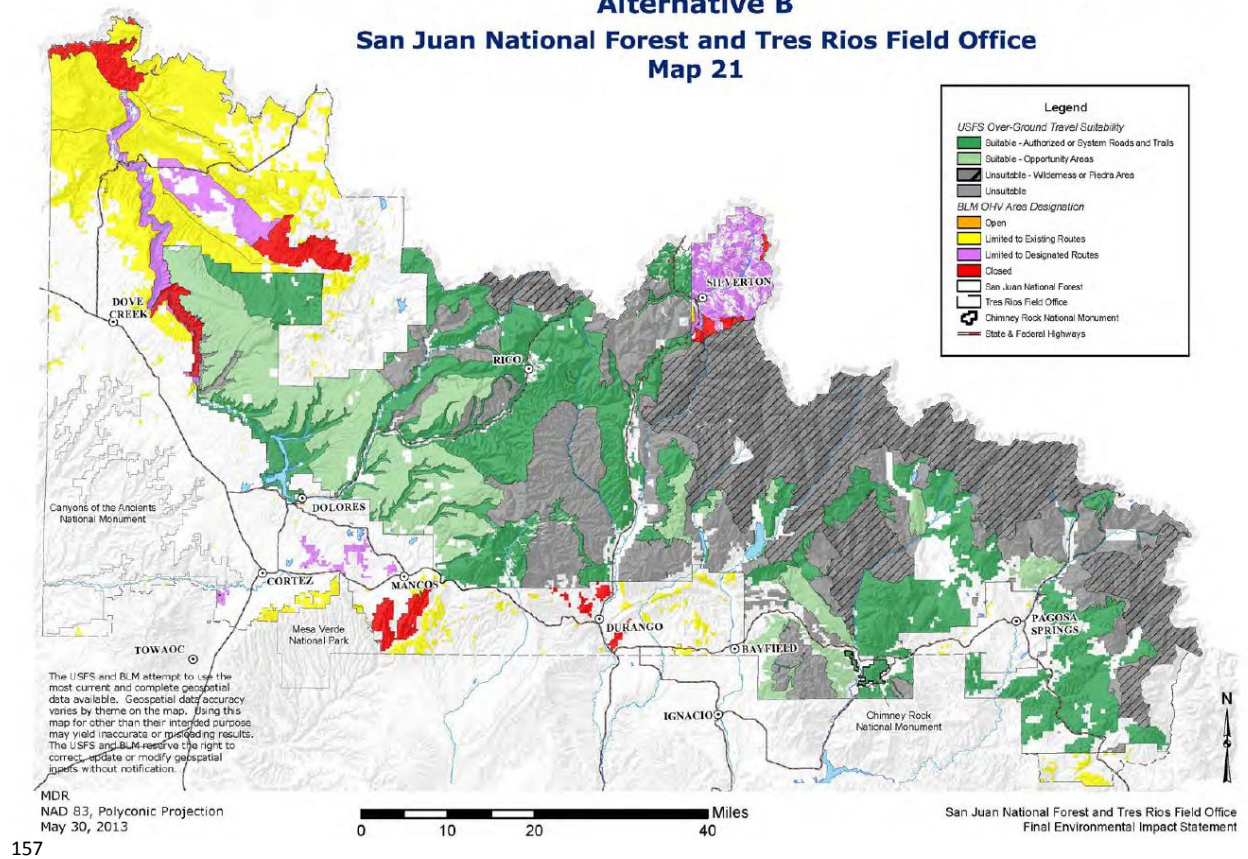 Alternative B
San Juan National Forest and Tres Rios Field Office
Map 21
Legend
USFS Over-Ground Travel Suitability
Suitable - Authorized or System Roads and Trails
Suitable - Opportunity Areas
Unsuitable - Wilderness or Piedra Area
Unsuitable
BLM OHV Area Designation
Open
Limited to Existing Routes
Limited to Designated Routes
Closed
San Juan National Forest
Tres Rios Field Office
Chimney Rock National Monument
State & Federal Highways
SILVERTON
DOVE
CREEK
RICO
DOLORES
Canyons of the Ancients
National Monument
CORTEZ
MANCOS
Mesa Verde
National Park
DURANGO
PAGOSA
SPRINGS
BAYFIELD
TOWAOC
IGNACIO
Chimney Rock
National Monument
The USFS and BLM attempt to use the
most current and complete geospatial
data available. Geospatial data accuracy
varies by theme on the map. Using this
map for other than their intended purpose
may yield inaccurate or misleading results.
The USFS and BLM reserve the right to
correct, update or modify geospatial
inputs without notification.
N
MDR
NAD 83, Polyconic Projection
May 30, 2013
Miles
0 10 20 40
San Juan National Forest and Tres Rios Field Office
Final Environmental Impact Statement
157